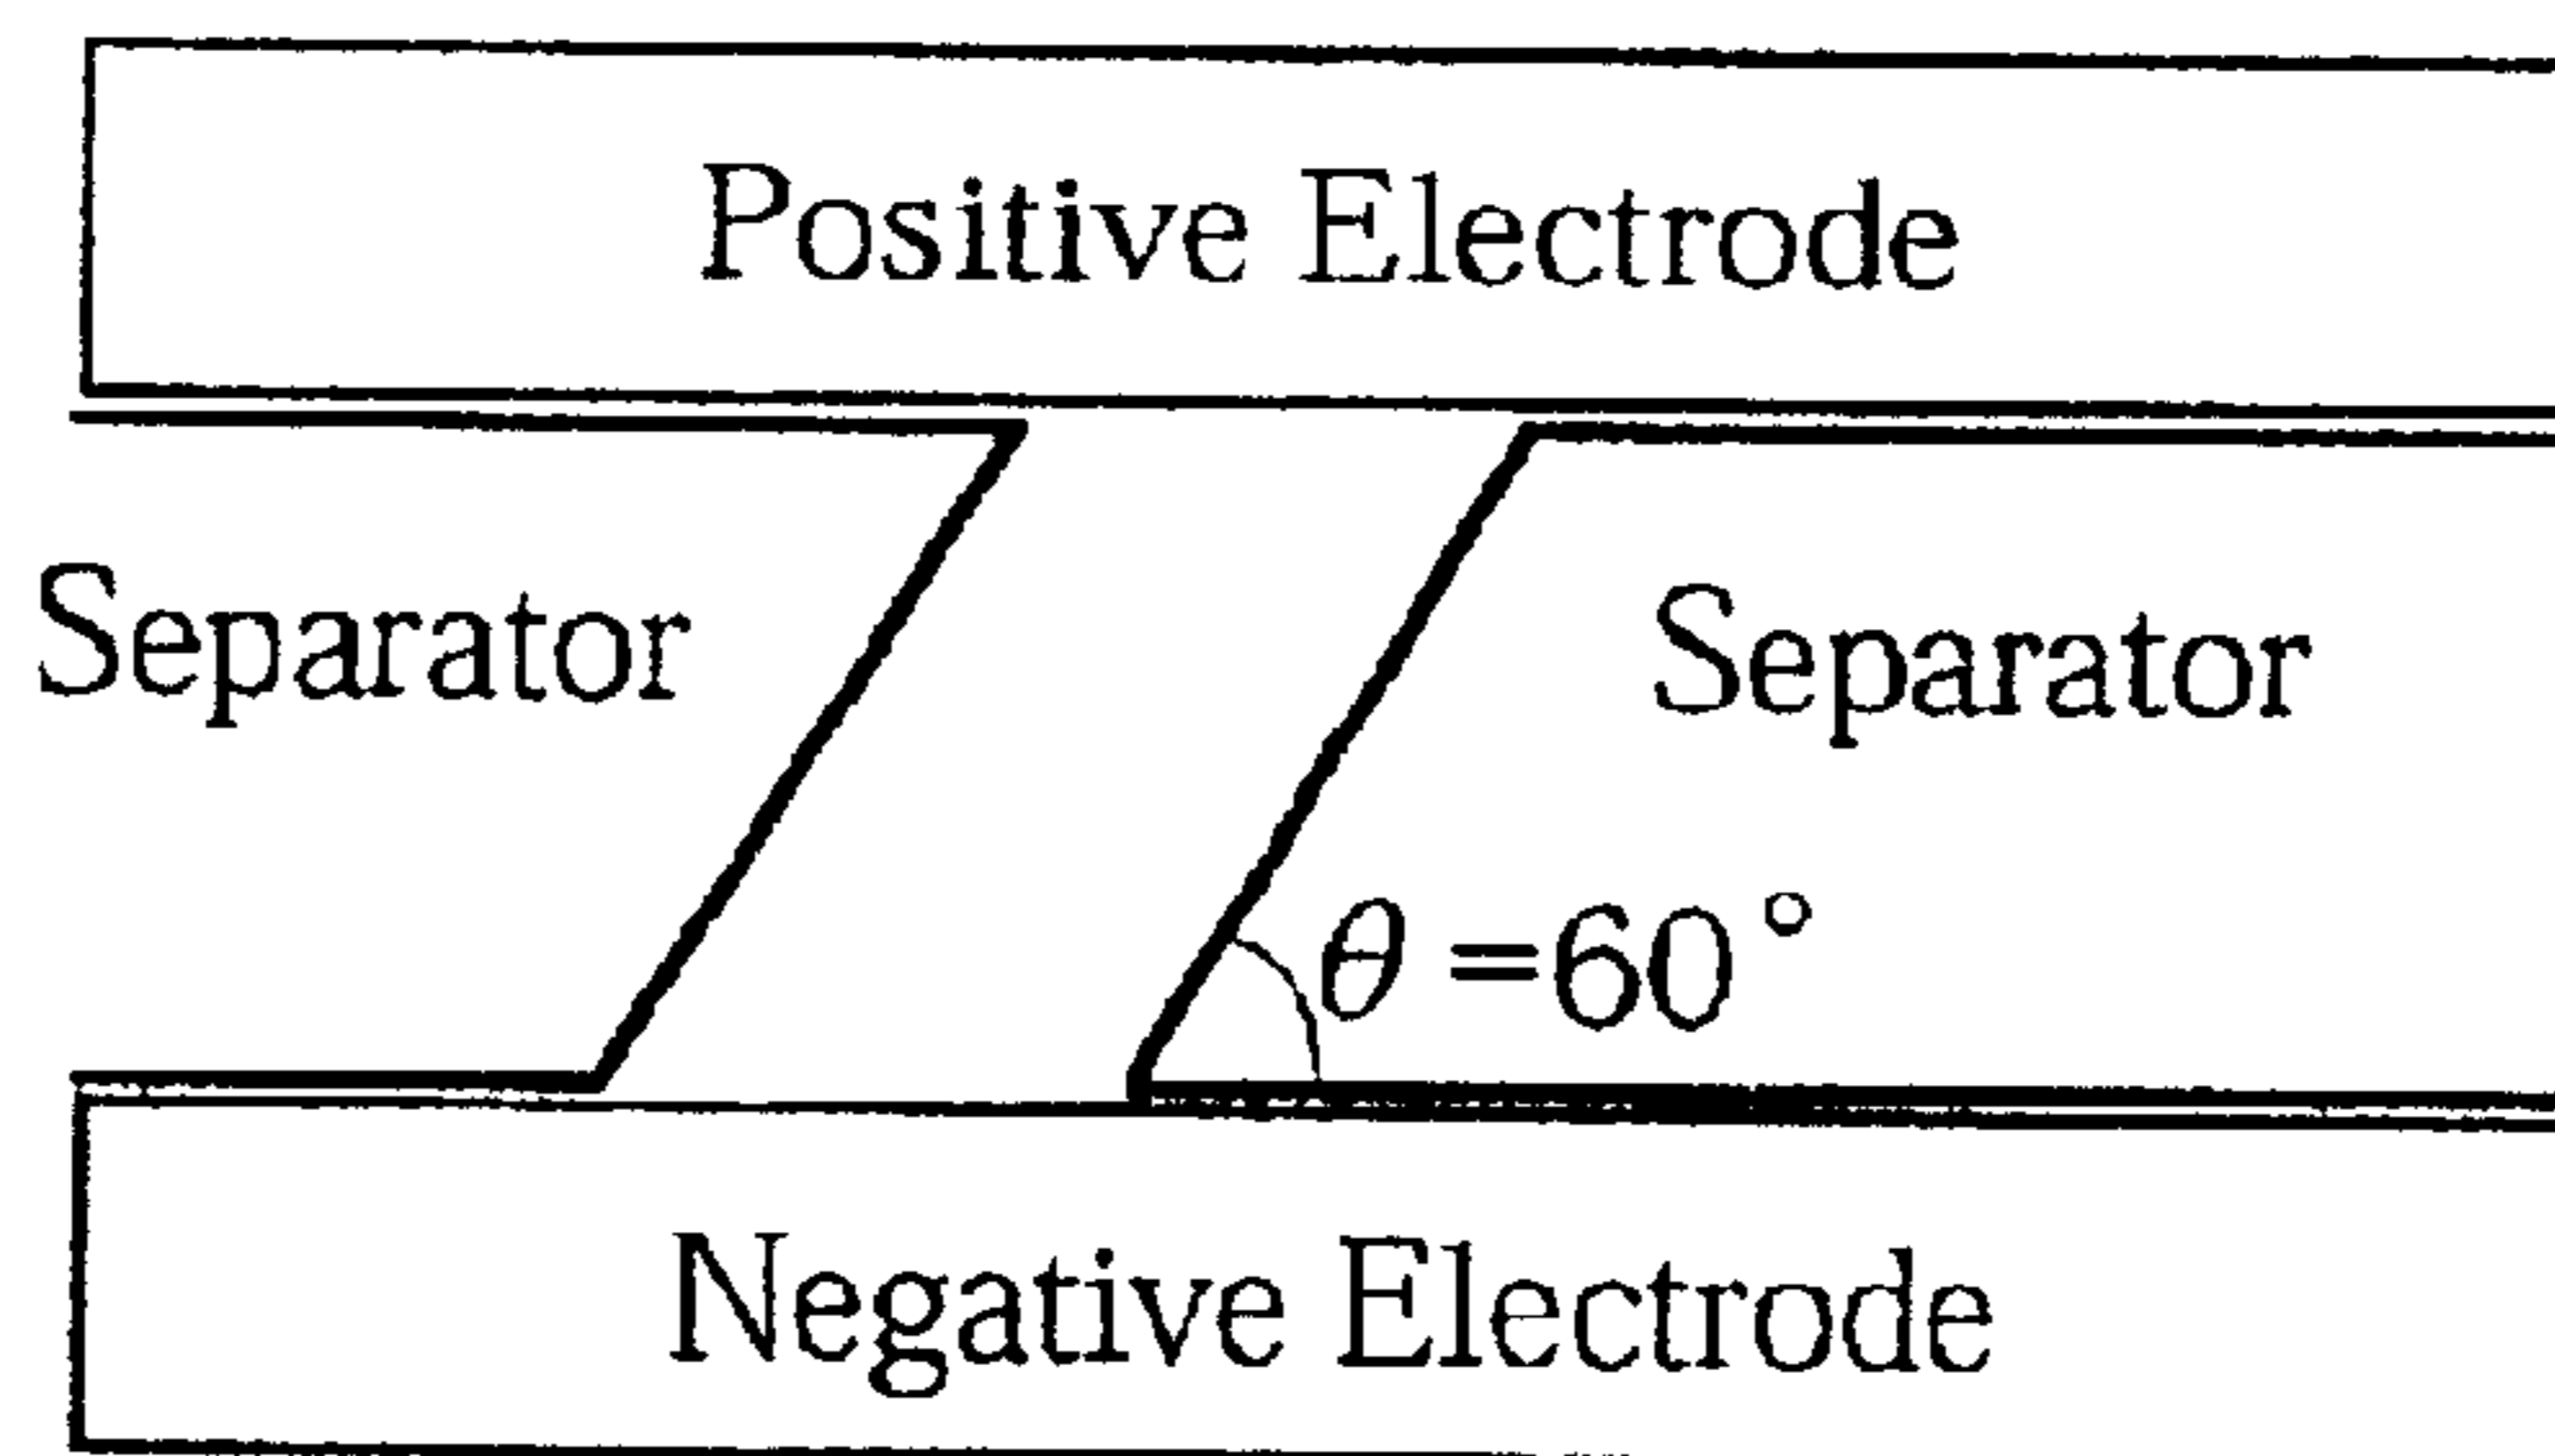 Positive Electrode
Separator
Separator
θ =60°
Negative Electrode